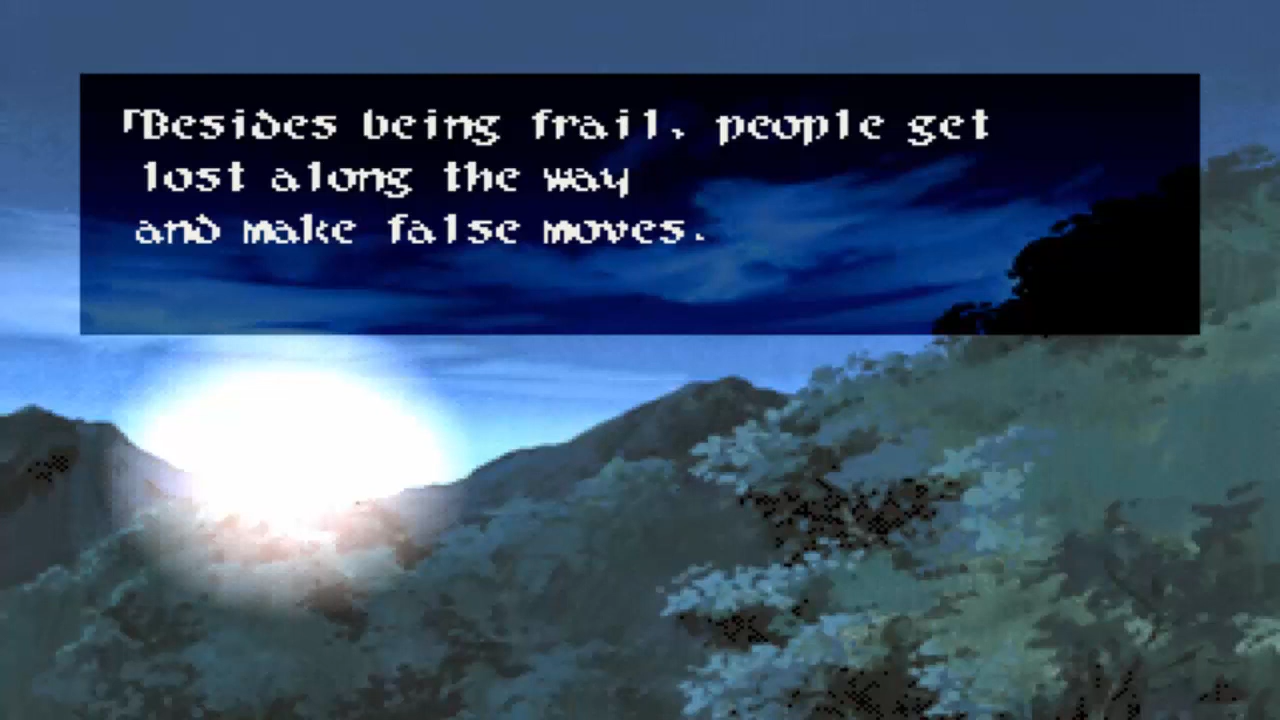 「Besides being frail, people get
lost along the way
and make false moves.